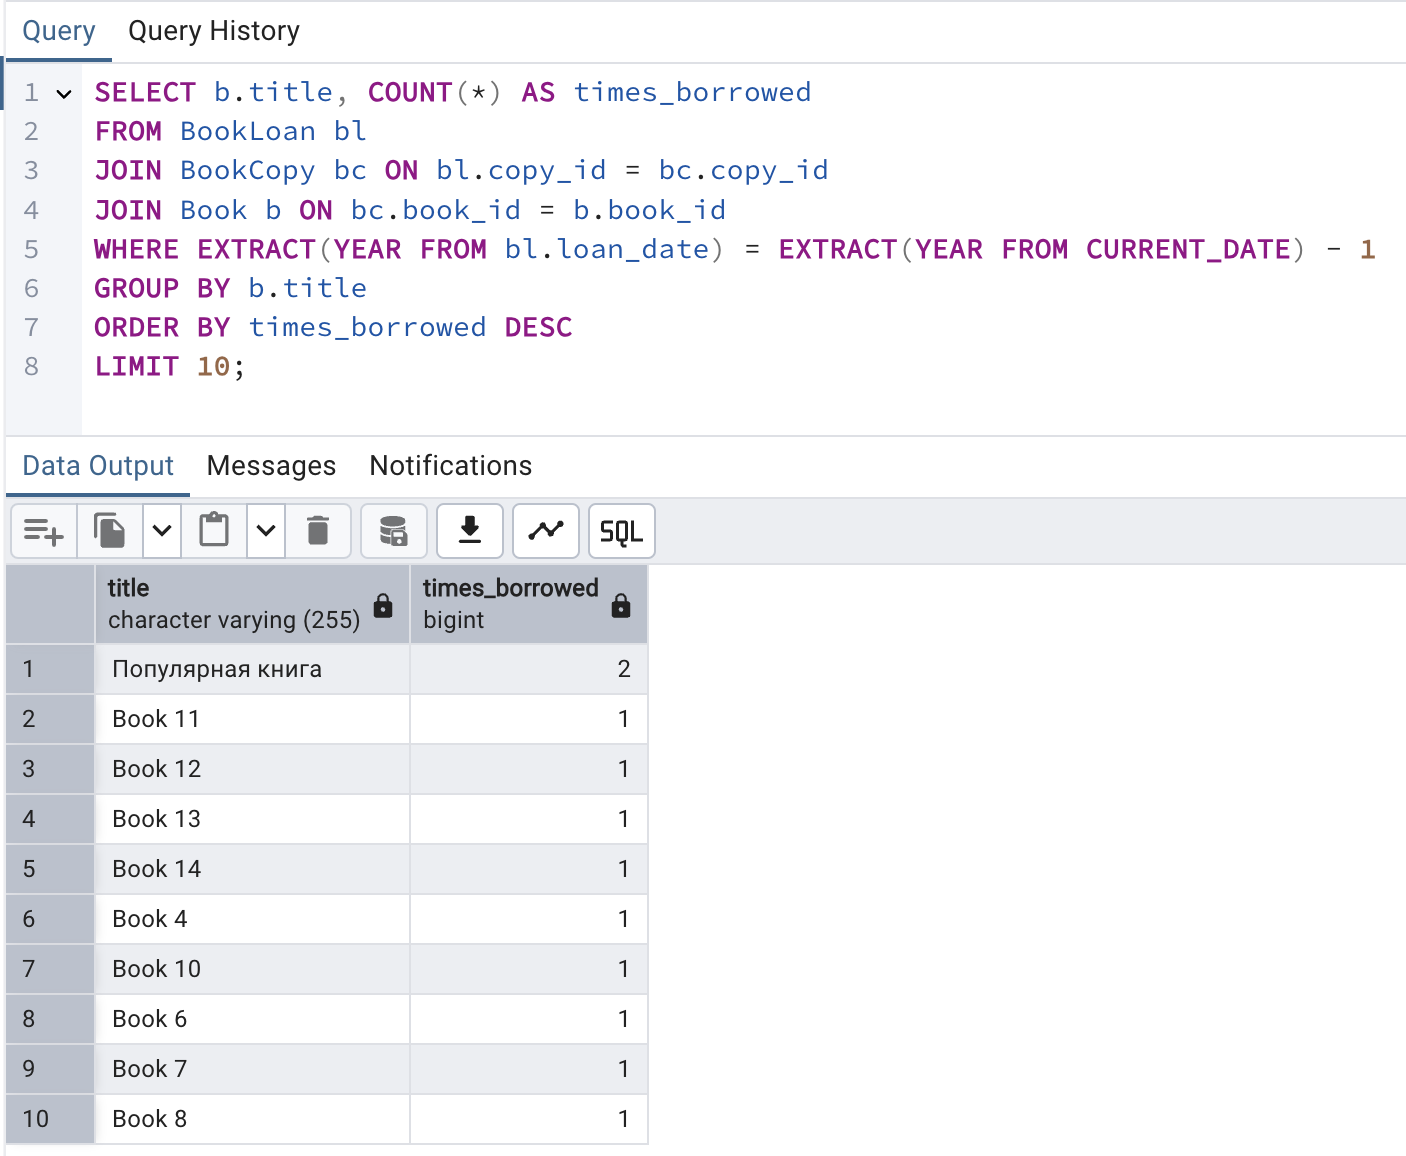 Query Query History
1 SELECT b.title, COUNT(*) AS times_borrowed
2 FROM BookLoan bl
3 JOIN BookCopy bc ON bl.copy_id = bc.copy_id
4 JOIN Book b ON bc.book_id = b.book_id
5 WHERE EXTRACT(YEAR FROM bl.loan_date) = EXTRACT(YEAR FROM CURRENT_DATE) - 1
6 GROUP BY b.title
7 ORDER BY times_borrowed DESC
8 LIMIT 10;
Data Output Messages Notifications
SQL
title times_borrowed
character varying (255) bigint
1 Популярная книга 2
2 Book 11 1
3 Book 12 1
4 Book 13 1
5 Book 14 1
6 Book 4 1
7 Book 10 1
8 Book 6 1
9 Book 7 1
10 Book 8 1